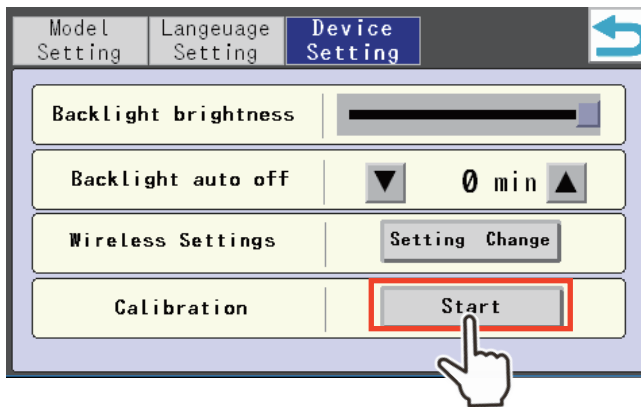 Model Setting
Langeuage Setting
Device Setting
Backlight brightness
Backlight auto off
0 min
Wireless Settings
Setting Change
Calibration
Start